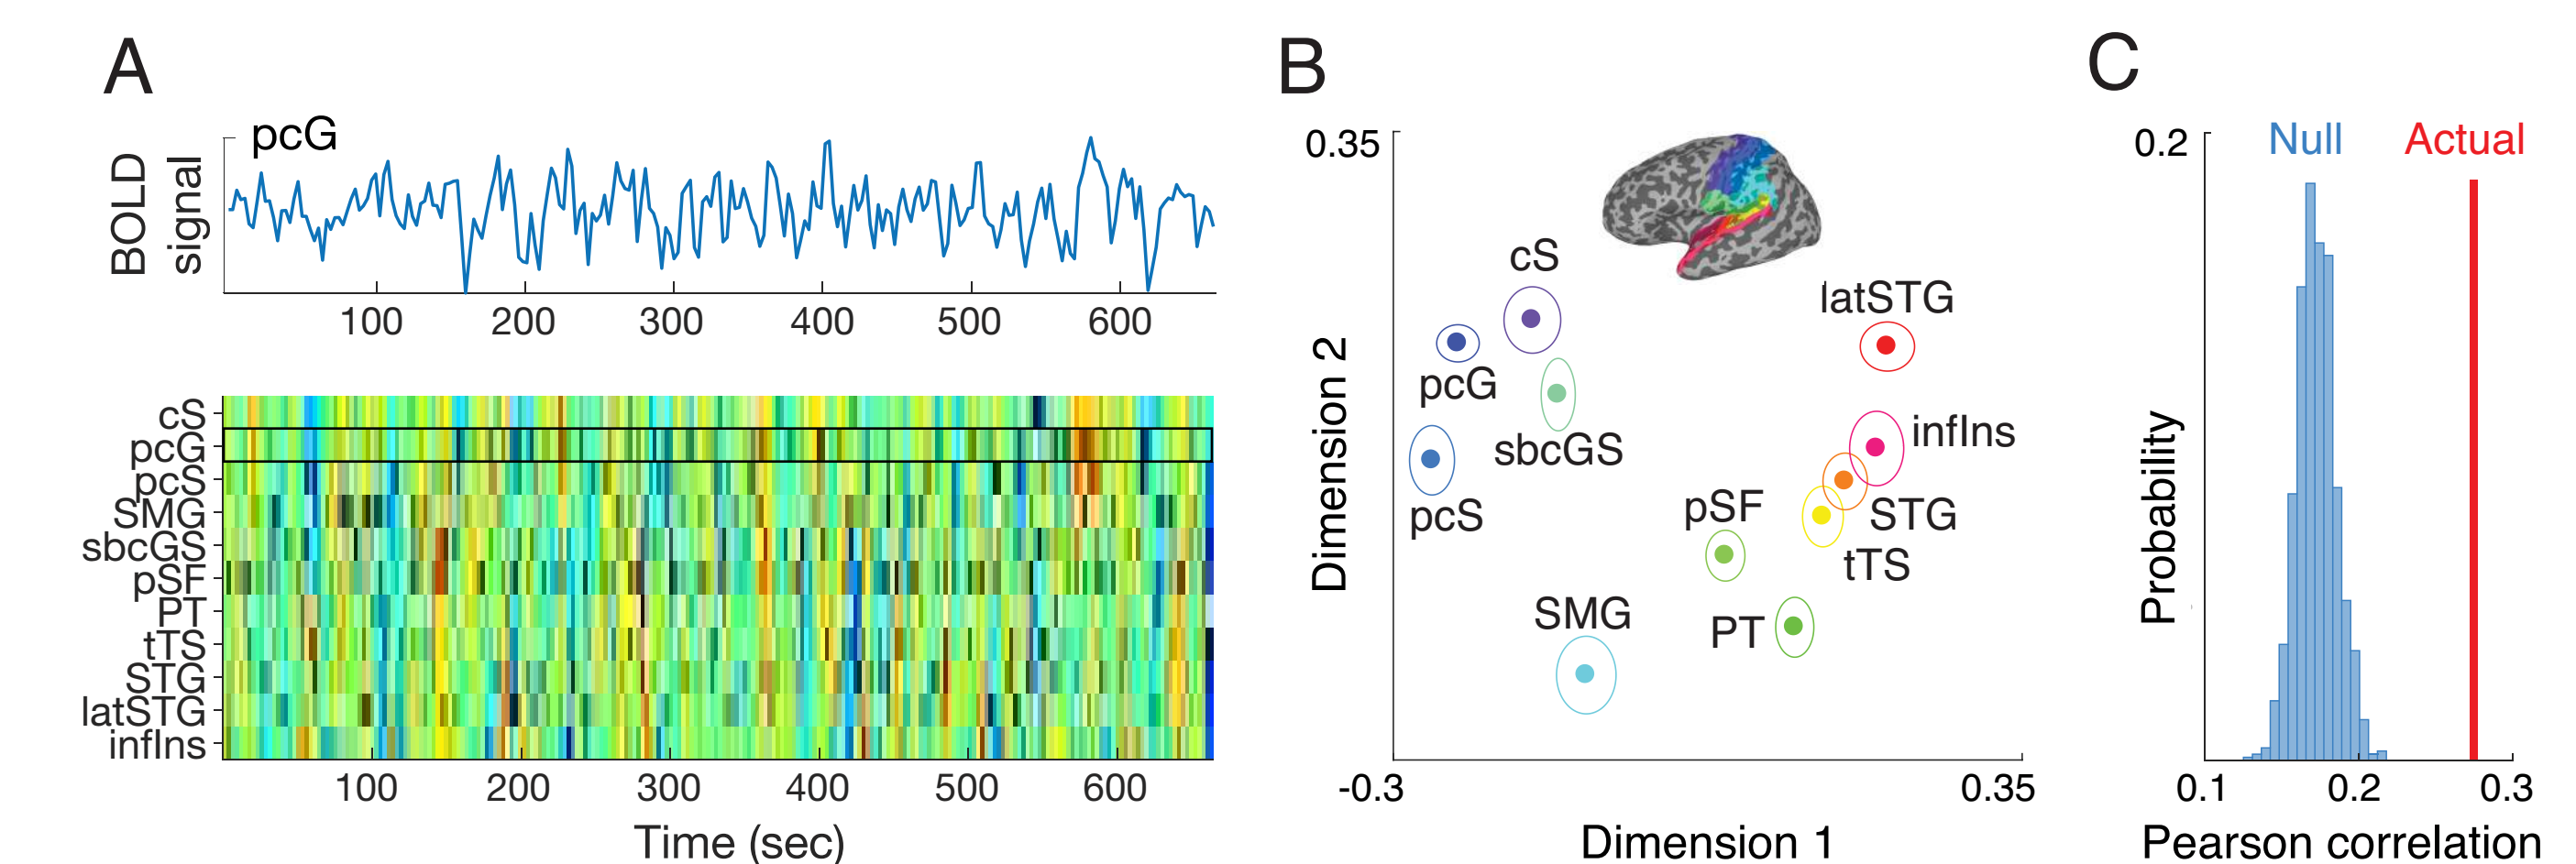 A
BOLD
signal
pcG
100 200 300 400 500 600
cS
pcG
pcS
SMG
sbcGS
pSF
PT
tTS
STG
latSTG
infIns
100 200 300 400 500 600
Time (sec)
B
0.35
Dimension 2
cS
latSTG
pcG
infIns
sbcGS
pSF
pcS
STG
tTS
SMG
PT
-0.3 0.35
Dimension 1
C
0.2
Null Actual
Probability
0.1 0.2 0.3
Pearson correlation